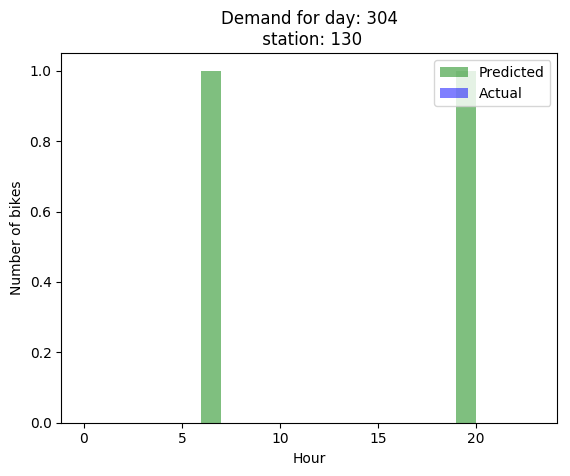 Demand for day: 304
station: 130
Predicted
Actual
1.0
0.8
0.6
0.4
0.2
0.0
Number of bikes
0
5
10
15
20
Hour